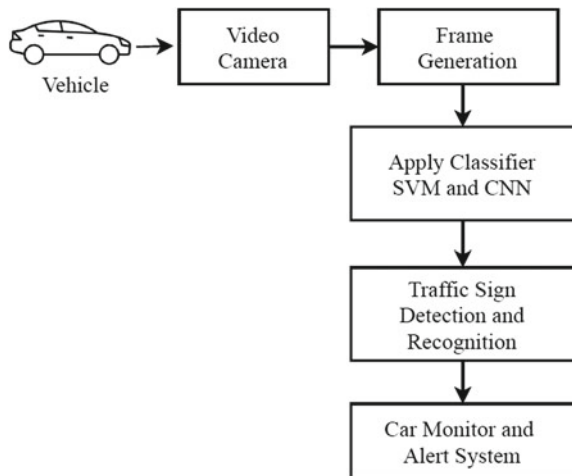 Vehicle
Video
Camera
Frame
Generation
Apply Classifier
SVM and CNN
Traffic Sign
Detection and
Recognition
Car Monitor and
Alert System